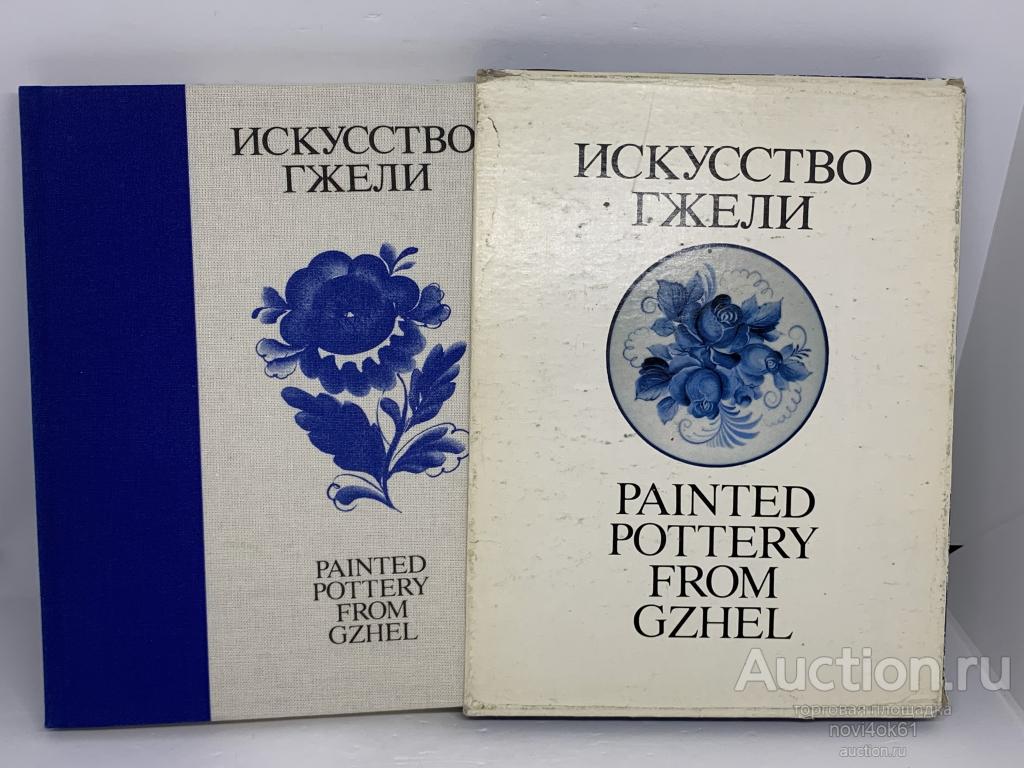 ИСКУССТВО
ГЖЕЛИ
PAINTED
POTTERY
FROM
GZHEL
ИСКУССТВО
ГЖЕЛИ
PAINTED
POTTERY
FROM
GZHEL
Auction.ru
торговая площадка
novi4ok61
auction.ru